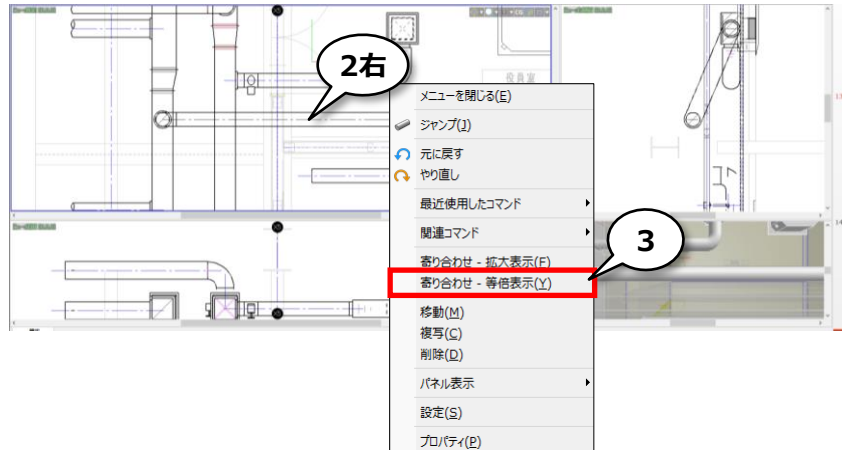 2右
役員室
メニューを閉じる(E)
ジャンプ(J)
元に戻す
やり直し
最近使用したコマンド
関連コマンド
寄り合わせ - 拡大表示(F)
3
寄り合わせ - 等倍表示(Y)
移動(M)
複写(C)
削除(D)
パネル表示
設定(S)
プロパティ(P)